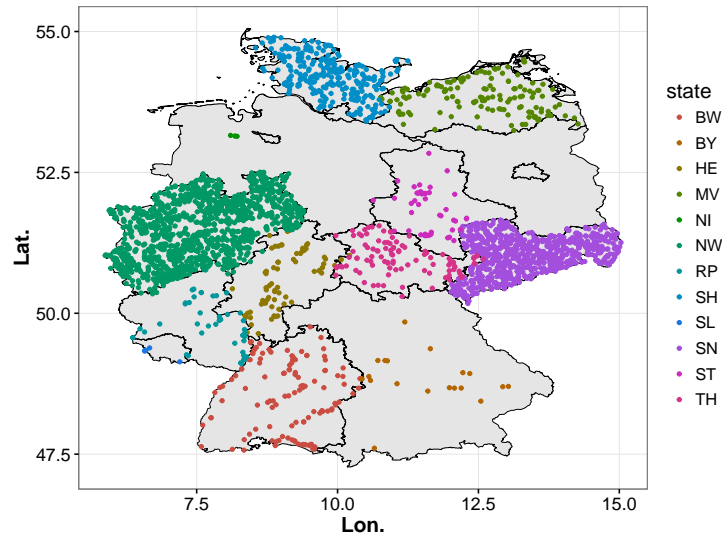 55.0
52.5
50.0
47.5
Lat.
7.5
10.0
12.5
15.0
Lon.
state
BW
BY
HE
MV
NI
NW
RP
SH
SL
SN
ST
TH